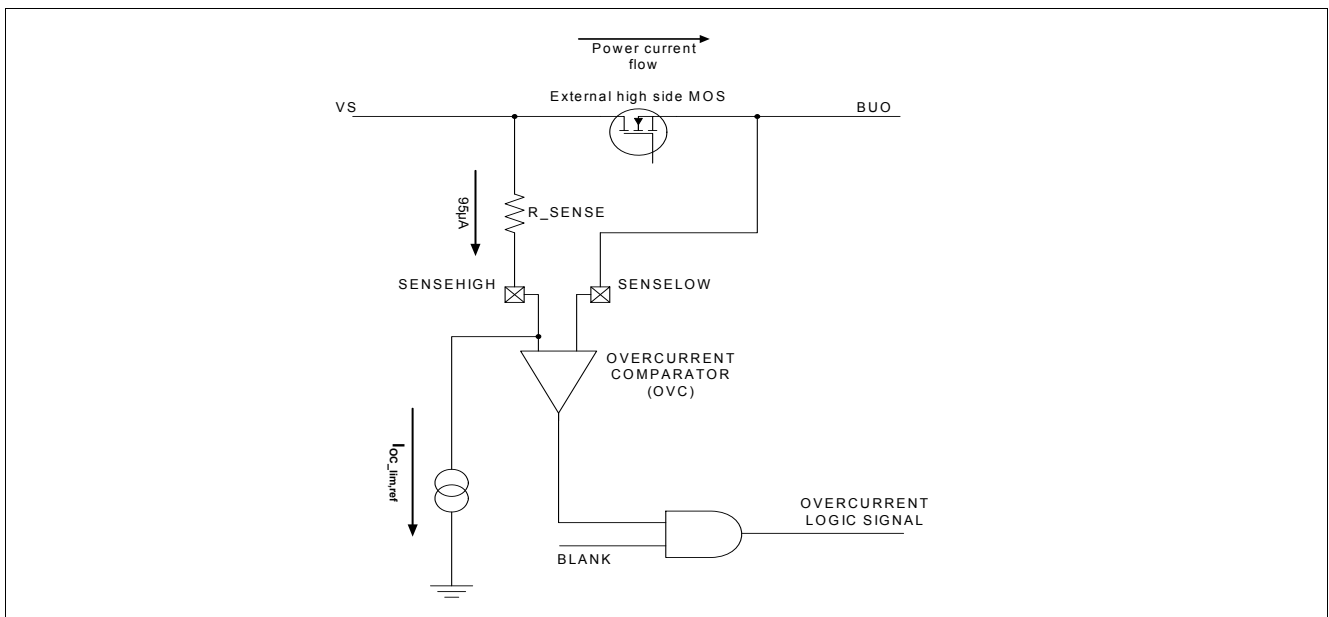 Power current
flow
External high side MOS
VS
BUO
95µA
R_SENSE
SENSEHIGH
SENSELOW
OVERCURRENT
COMPARATOR
(OVC)
IOC_lim,ref
OVERCURRENT
LOGIC SIGNAL
BLANK